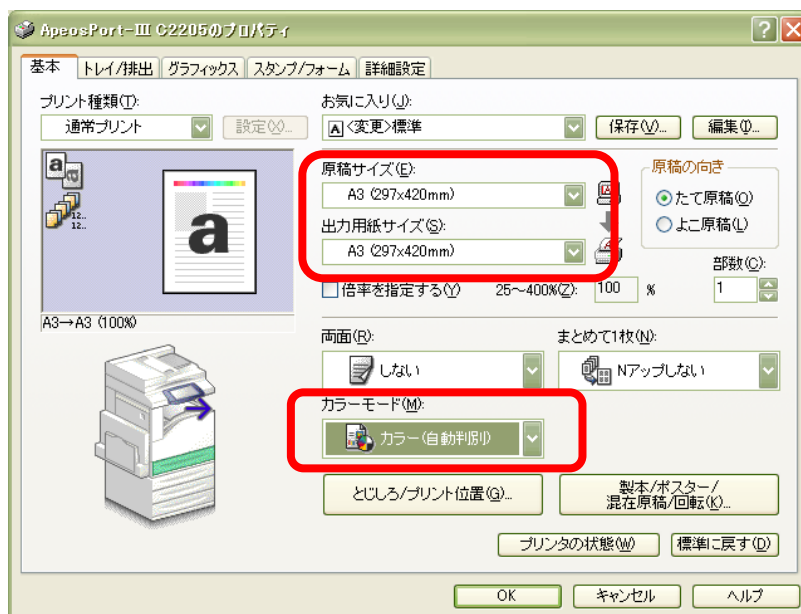 ApeosPort-III C2205のプロパティ
基本 トレイ/排出 グラフィックス スタンプ/フォーム 詳細設定
プリント種類(T):
通常プリント 設定(X)...
お気に入り(J):
A <変更>標準 保存(V)... 編集(I)...
原稿サイズ(E):
A3 (297x420mm)
出力用紙サイズ(S):
A3 (297x420mm)
原稿の向き
たて原稿(O)
よこ原稿(L)
部数(C):
1
倍率を指定する(Y) 25~400%(Z): 100 %
a a
12..
12..
a
A3→A3 (100%)
両面(R):
しない
まとめて1枚(N):
Nアップしない
カラーモード(M):
カラー(自動判別)
とじしろ/プリント位置(G)...
製本/ポスター/
混在原稿/回転(K)...
プリンタの状態(W) 標準に戻す(D)
OK キャンセル ヘルプ